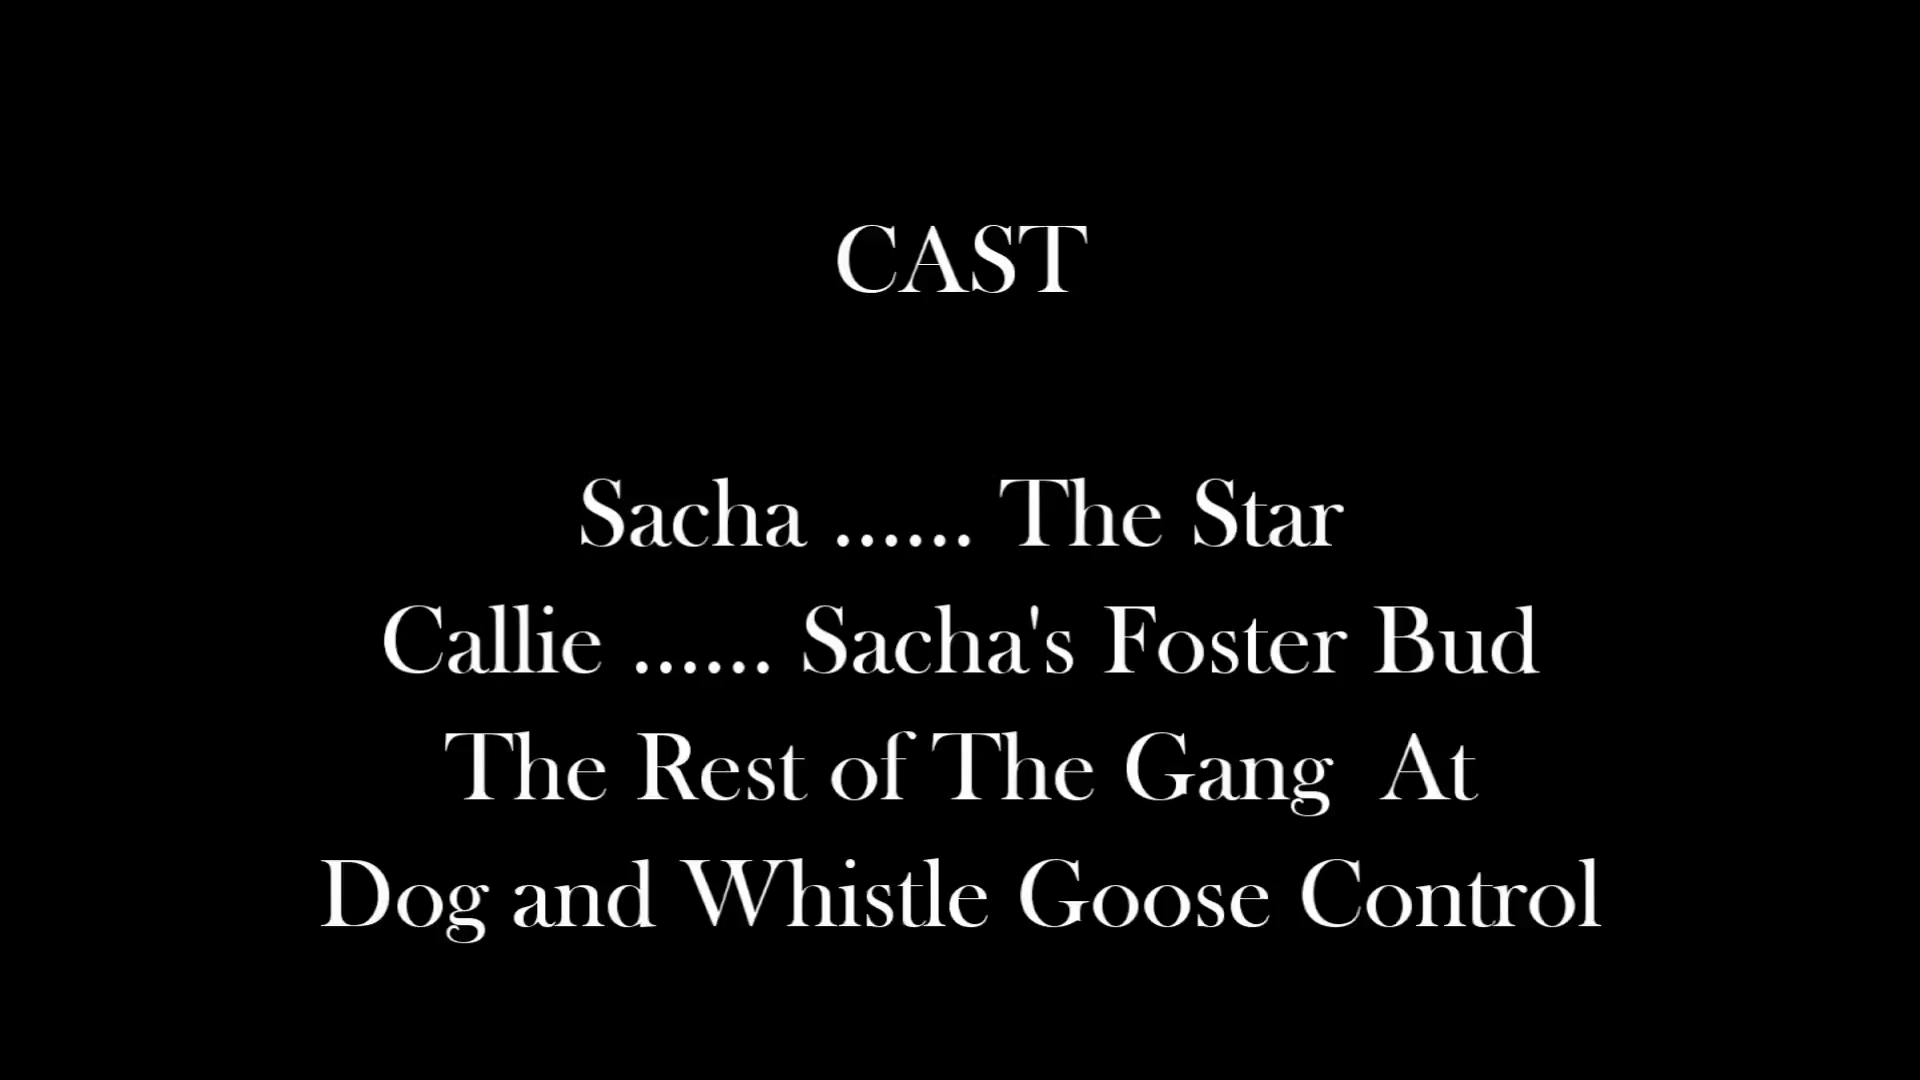 CAST
Sacha ...... The Star
Callie ...... Sacha's Foster Bud
The Rest of The Gang  At
Dog and Whistle Goose Control